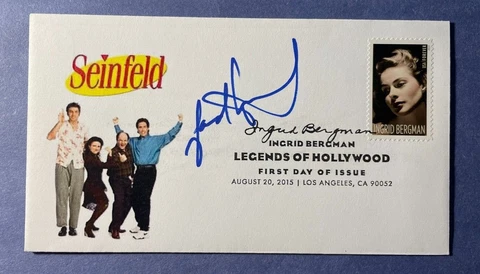 Seinfeld
Ingrid Bergman
INGRID BERGMAN
INGRID BERGMAN
LEGENDS OF HOLLYWOOD
FIRST DAY OF ISSUE
AUGUST 20, 2015 | LOS ANGELES, CA 90052